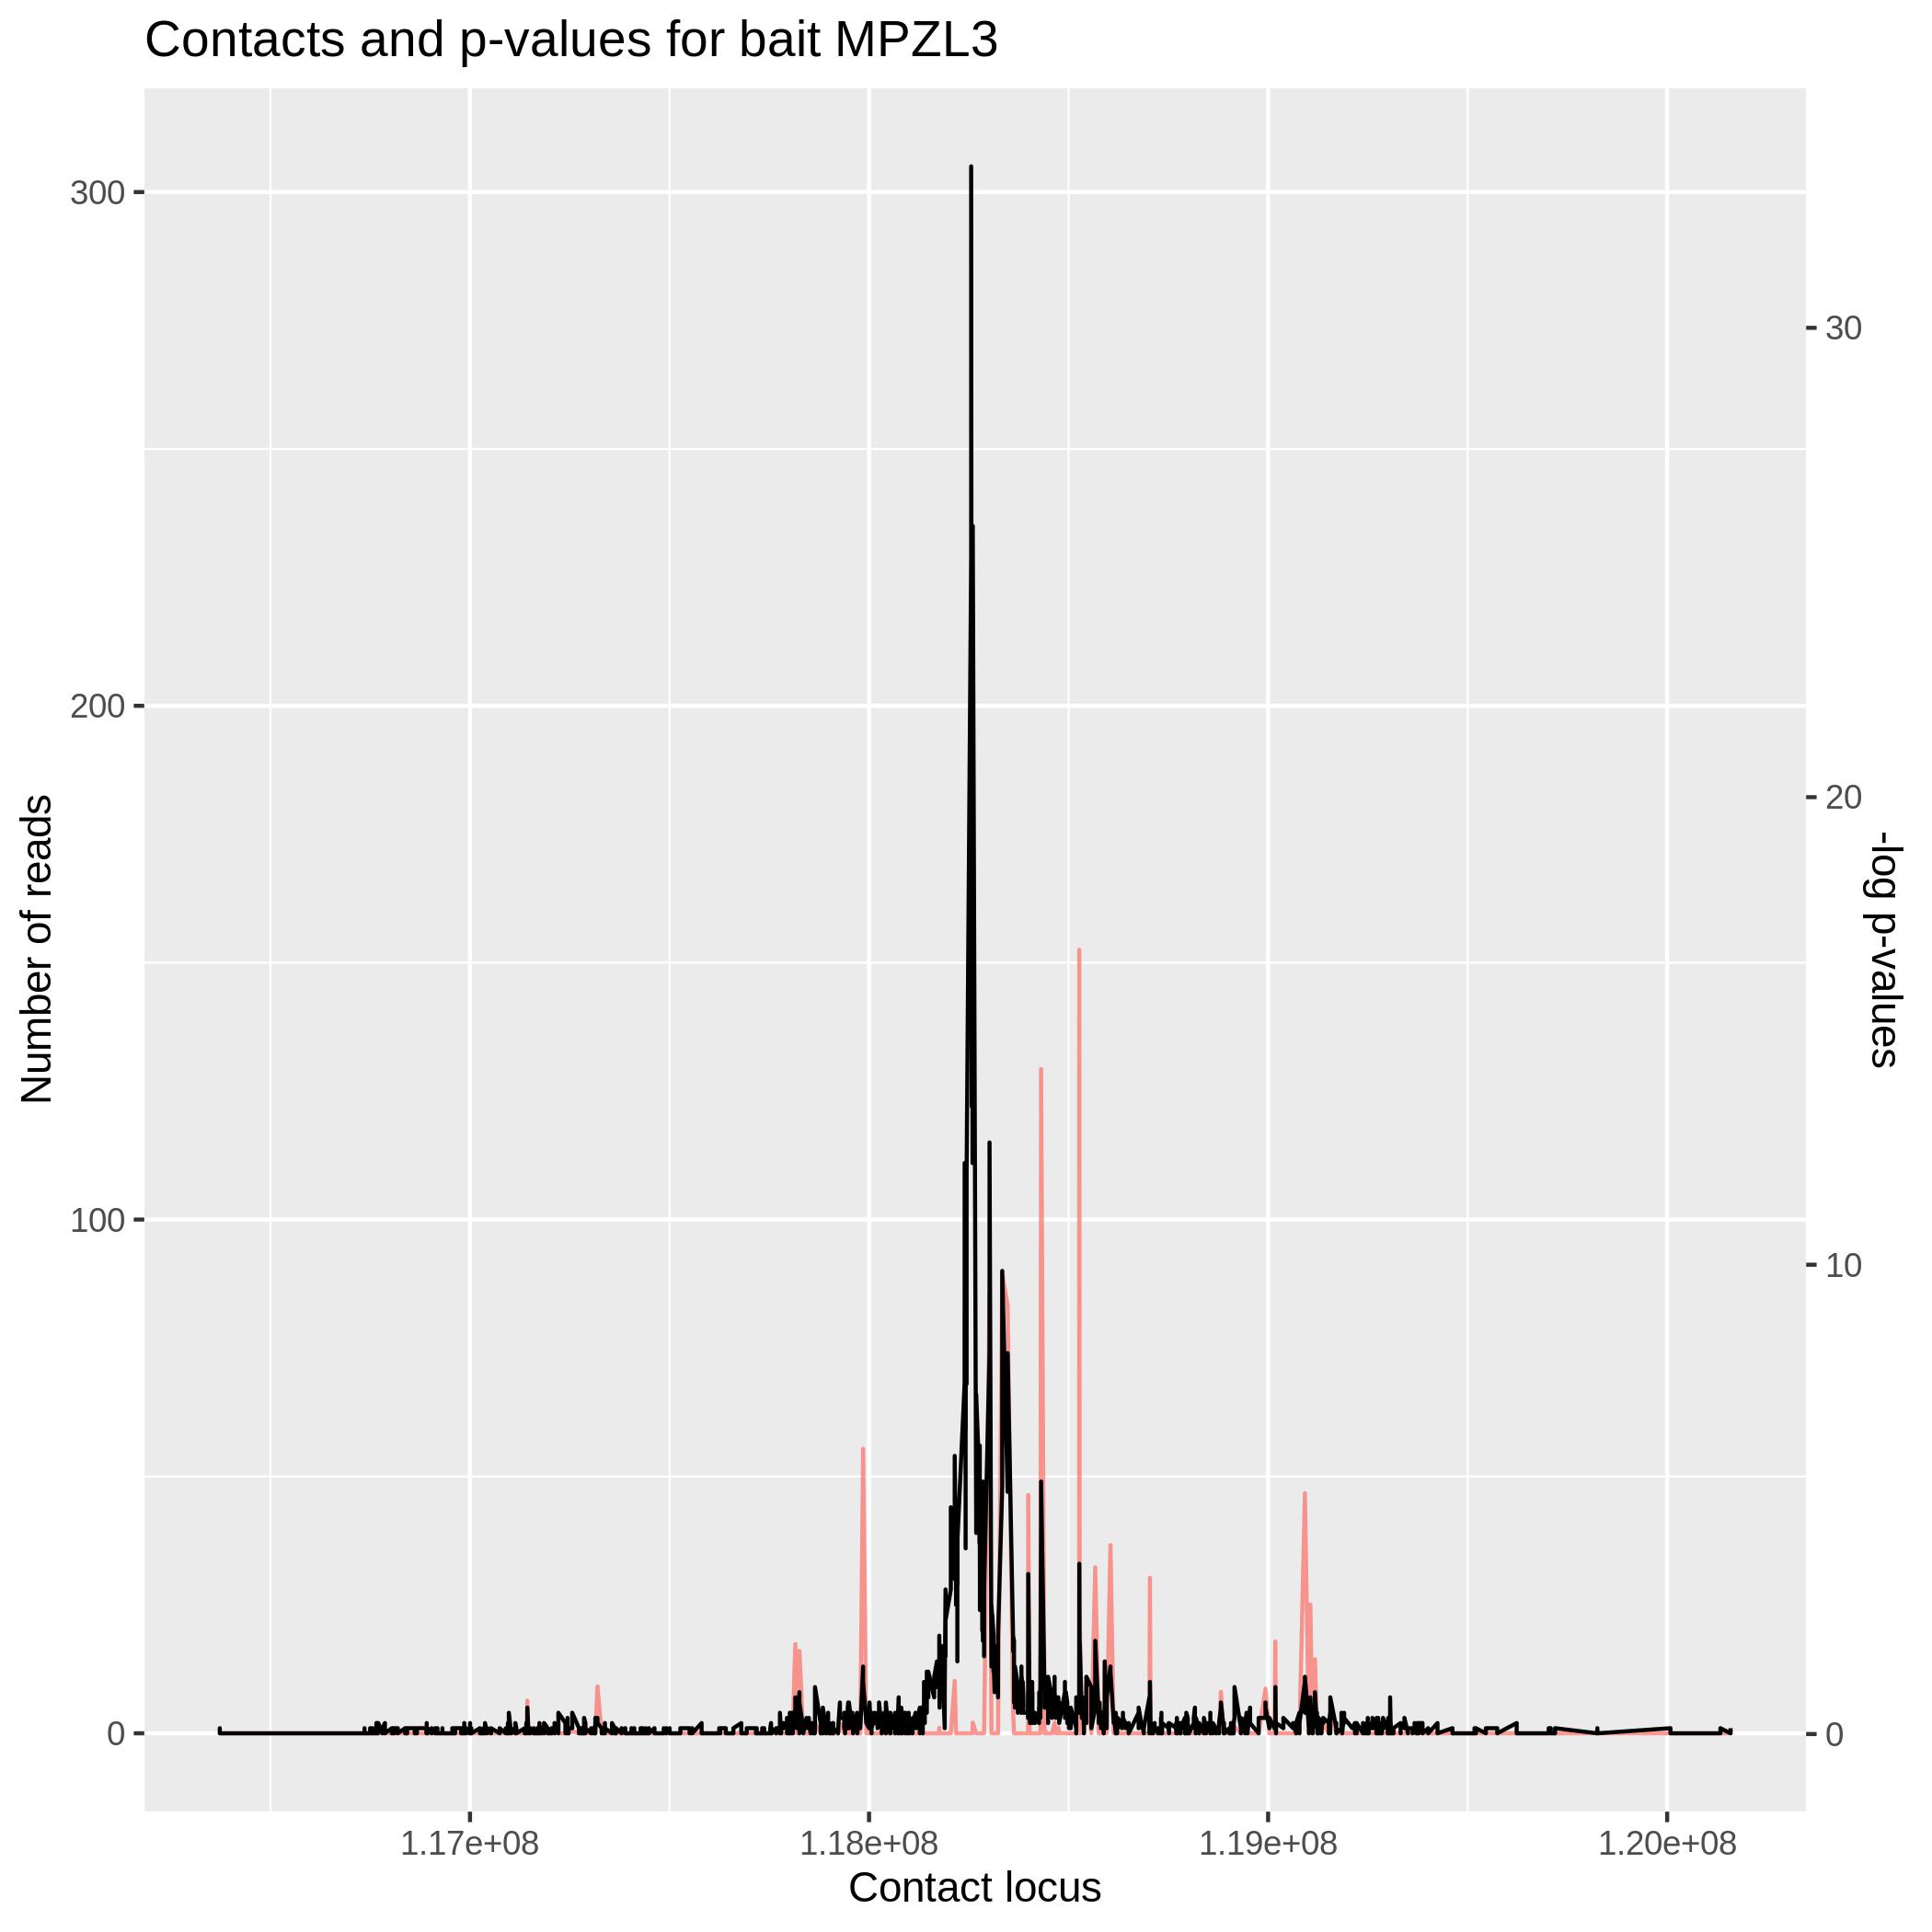 Contacts and p-values for bait MPZL3
300
200
100
0
30
20
10
0
Number of reads
-log p-values
1.17e+08
1.18e+08
1.19e+08
1.20e+08
Contact locus